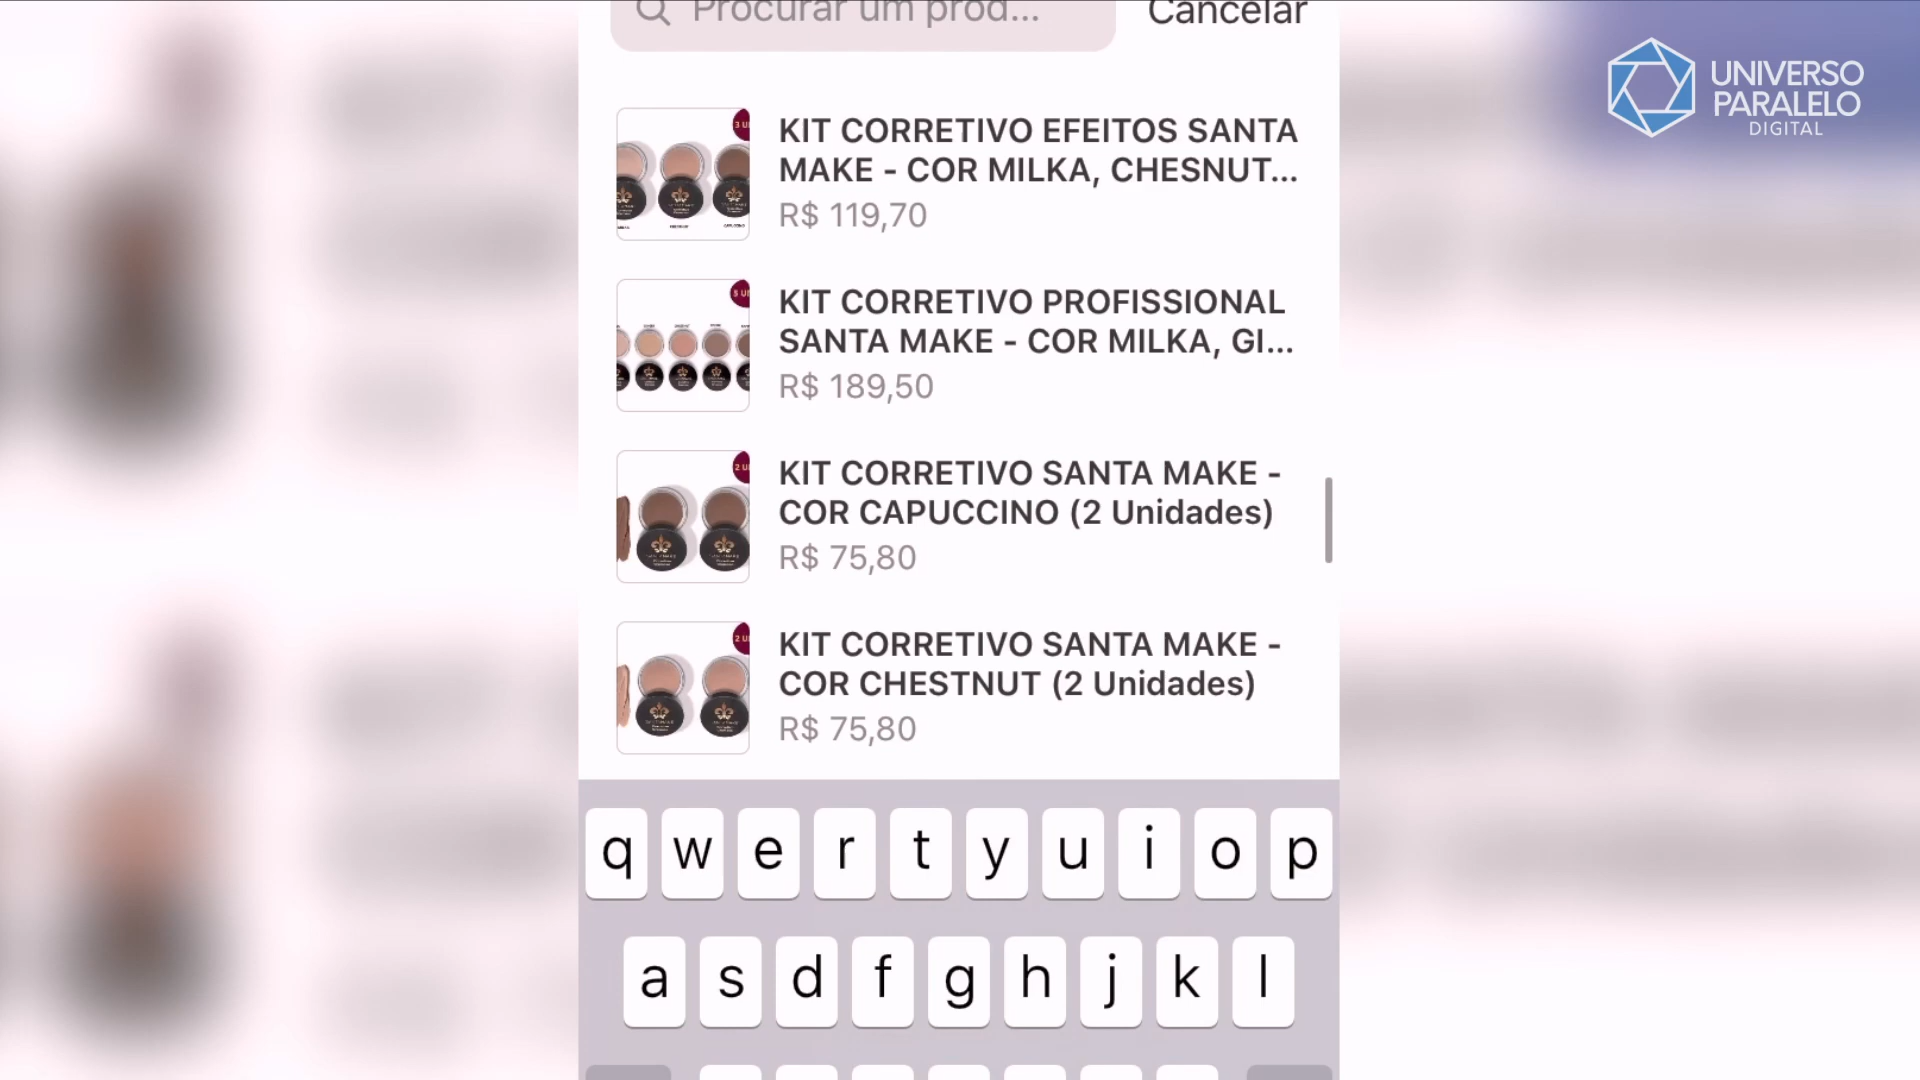 Procurar um prod...
Cancelar
UNIVERSO
PARALELO
DIGITAL
KIT CORRETIVO EFEITOS SANTA
MAKE - COR MILKA, CHESNUT...
R$ 119,70
KIT CORRETIVO PROFISSIONAL
SANTA MAKE - COR MILKA, GI...
R$ 189,50
KIT CORRETIVO SANTA MAKE -
COR CAPUCCINO (2 Unidades)
R$ 75,80
KIT CORRETIVO SANTA MAKE -
COR CHESTNUT (2 Unidades)
R$ 75,80
q w e r t y u i o p
a s d f g h j k l